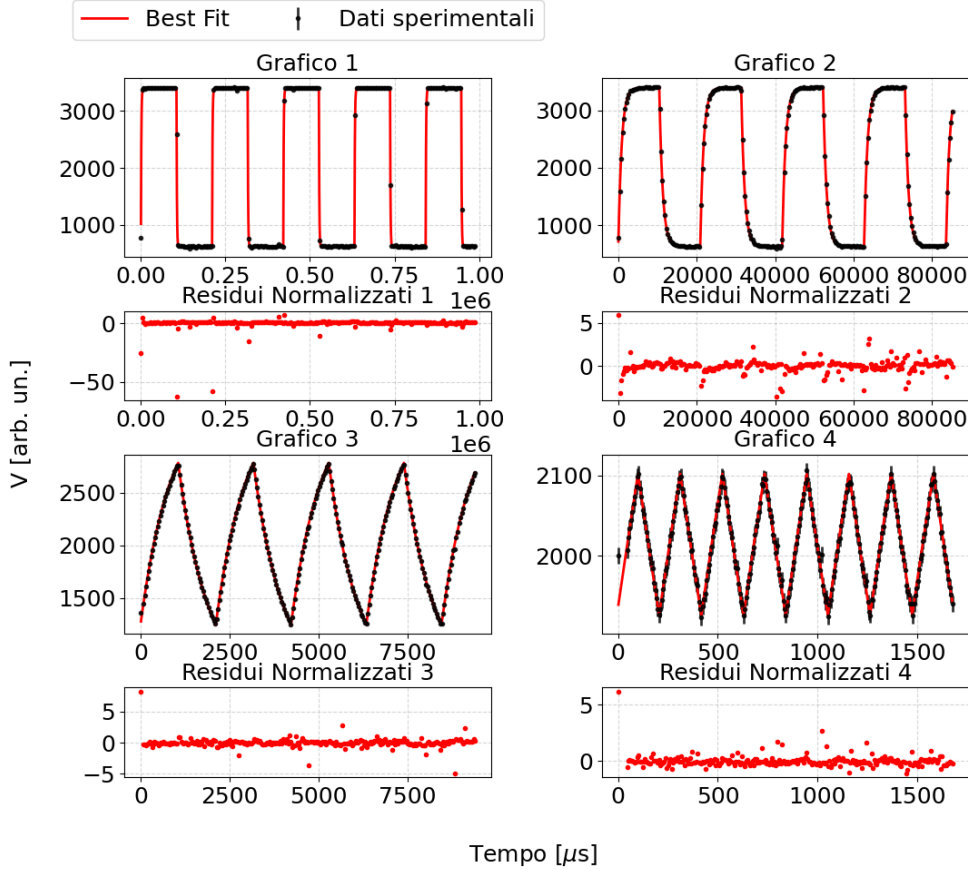 Best Fit
Dati sperimentali
Grafico 1
3000
2000
1000
0.00 0.25 0.50 0.75 1.00
1e6
Grafico 2
3000
2000
1000
0 20000 40000 60000 80000
Residui Normalizzati 1
0
−50
0.00 0.25 0.50 0.75 1.00
1e6
Residui Normalizzati 2
5
0
0 20000 40000 60000 80000
V [arb. un.]
Grafico 3
2500
2000
1500
0 2500 5000 7500
Grafico 4
2100
2000
0 500 1000 1500
Residui Normalizzati 3
5
0
−5
0 2500 5000 7500
Residui Normalizzati 4
5
0
0 500 1000 1500
Tempo [μs]